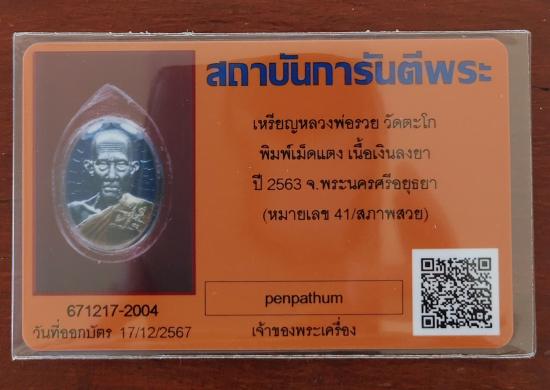 สถาบันการันตีพระ
เหรียญหลวงพ่อรวย วัดตะโก
พิมพ์เม็ดแตง เนื้อเงินลงยา
ปี 2563 จ.พระนครศรีอยุธยา
(หมายเลข 41/สภาพสวย)
671217-2004
วันที่ออกบัตร 17/12/2567
penpathum
เจ้าของพระเครื่อง